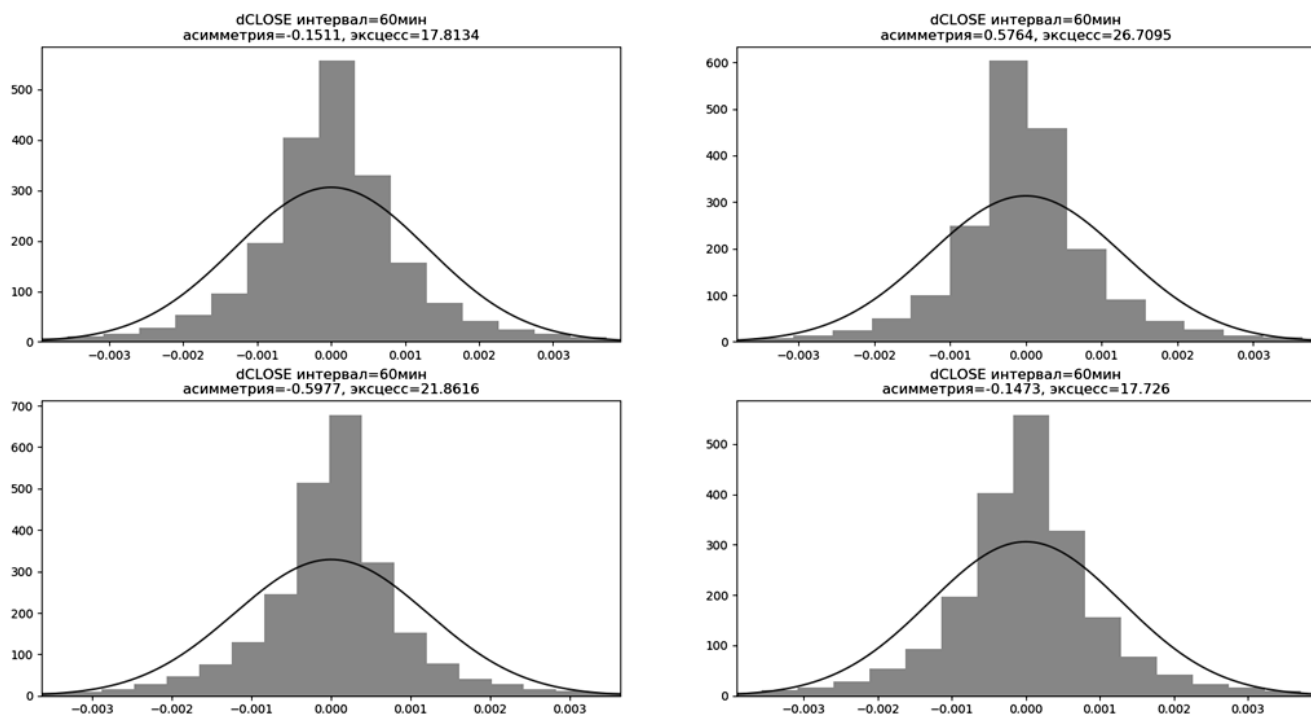 dCLOSE интервал=60мин
асимметрия=-0.1511, эксцесс=17.8134
500
400
300
200
100
0
−0.003 −0.002 −0.001 0.000 0.001 0.002 0.003
dCLOSE интервал=60мин
асимметрия=0.5764, эксцесс=26.7095
600
500
400
300
200
100
0
−0.003 −0.002 −0.001 0.000 0.001 0.002 0.003
dCLOSE интервал=60мин
асимметрия=-0.5977, эксцесс=21.8616
700
600
500
400
300
200
100
0
−0.003 −0.002 −0.001 0.000 0.001 0.002 0.003
dCLOSE интервал=60мин
асимметрия=-0.1473, эксцесс=17.726
500
400
300
200
100
0
−0.003 −0.002 −0.001 0.000 0.001 0.002 0.003